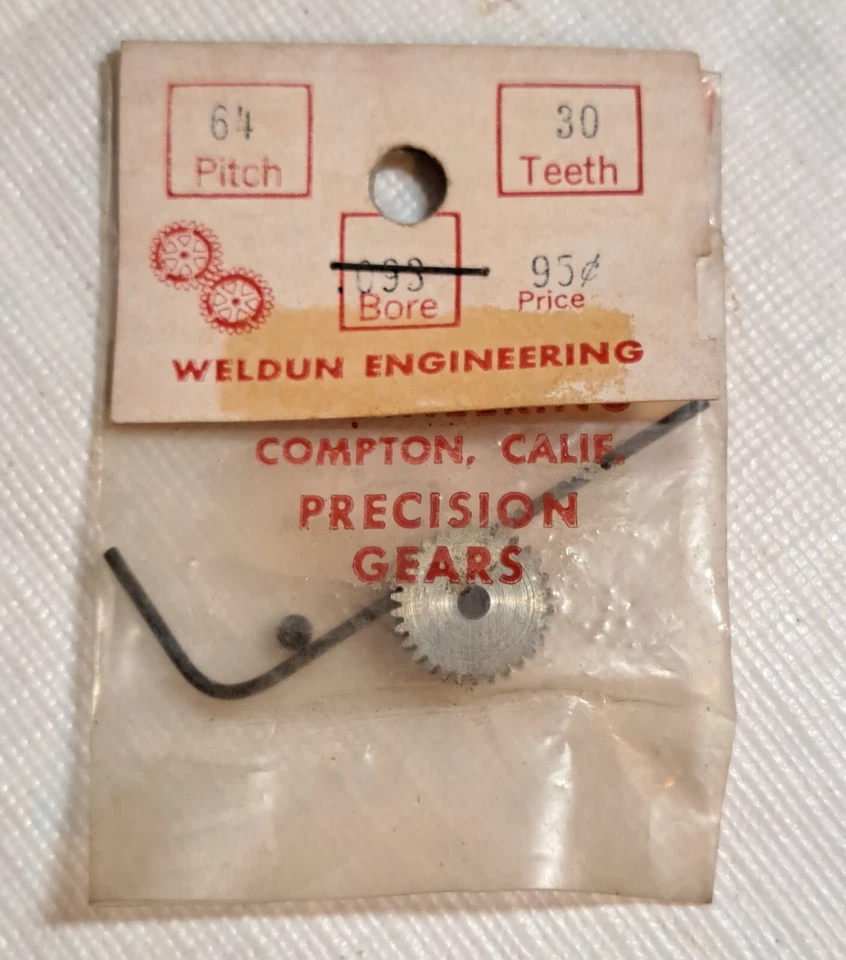 64
Pitch
30
Teeth
093
Bore
95¢
Price
WELDUN ENGINEERING
COMPTON, CALIF.
PRECISION
GEARS